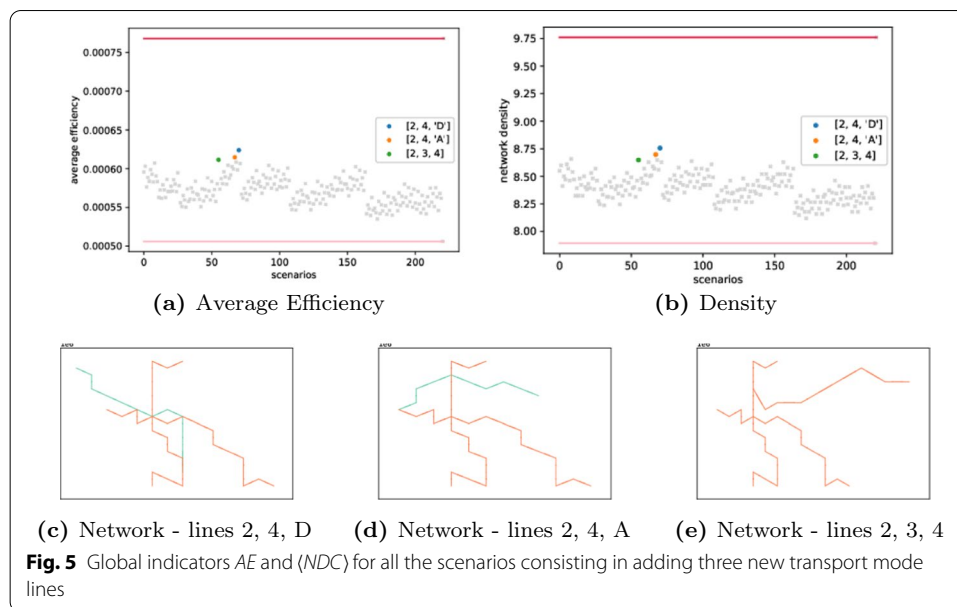 0.00075
0.00070
0.00065
0.00060
0.00055
0.00050
average efficiency
[2, 4, 'D']
[2, 4, 'A']
[2, 3, 4]
0 50 100 150 200
scenarios
(a) Average Efficiency
9.75
9.50
9.25
9.00
8.75
8.50
8.25
8.00
network density
[2, 4, 'D']
[2, 4, 'A']
[2, 3, 4]
0 50 100 150 200
scenarios
(b) Density
(c) Network - lines 2, 4, D (d) Network - lines 2, 4, A (e) Network - lines 2, 3, 4
Fig. 5 Global indicators AE and ⟨NDC⟩ for all the scenarios consisting in adding three new transport mode
lines